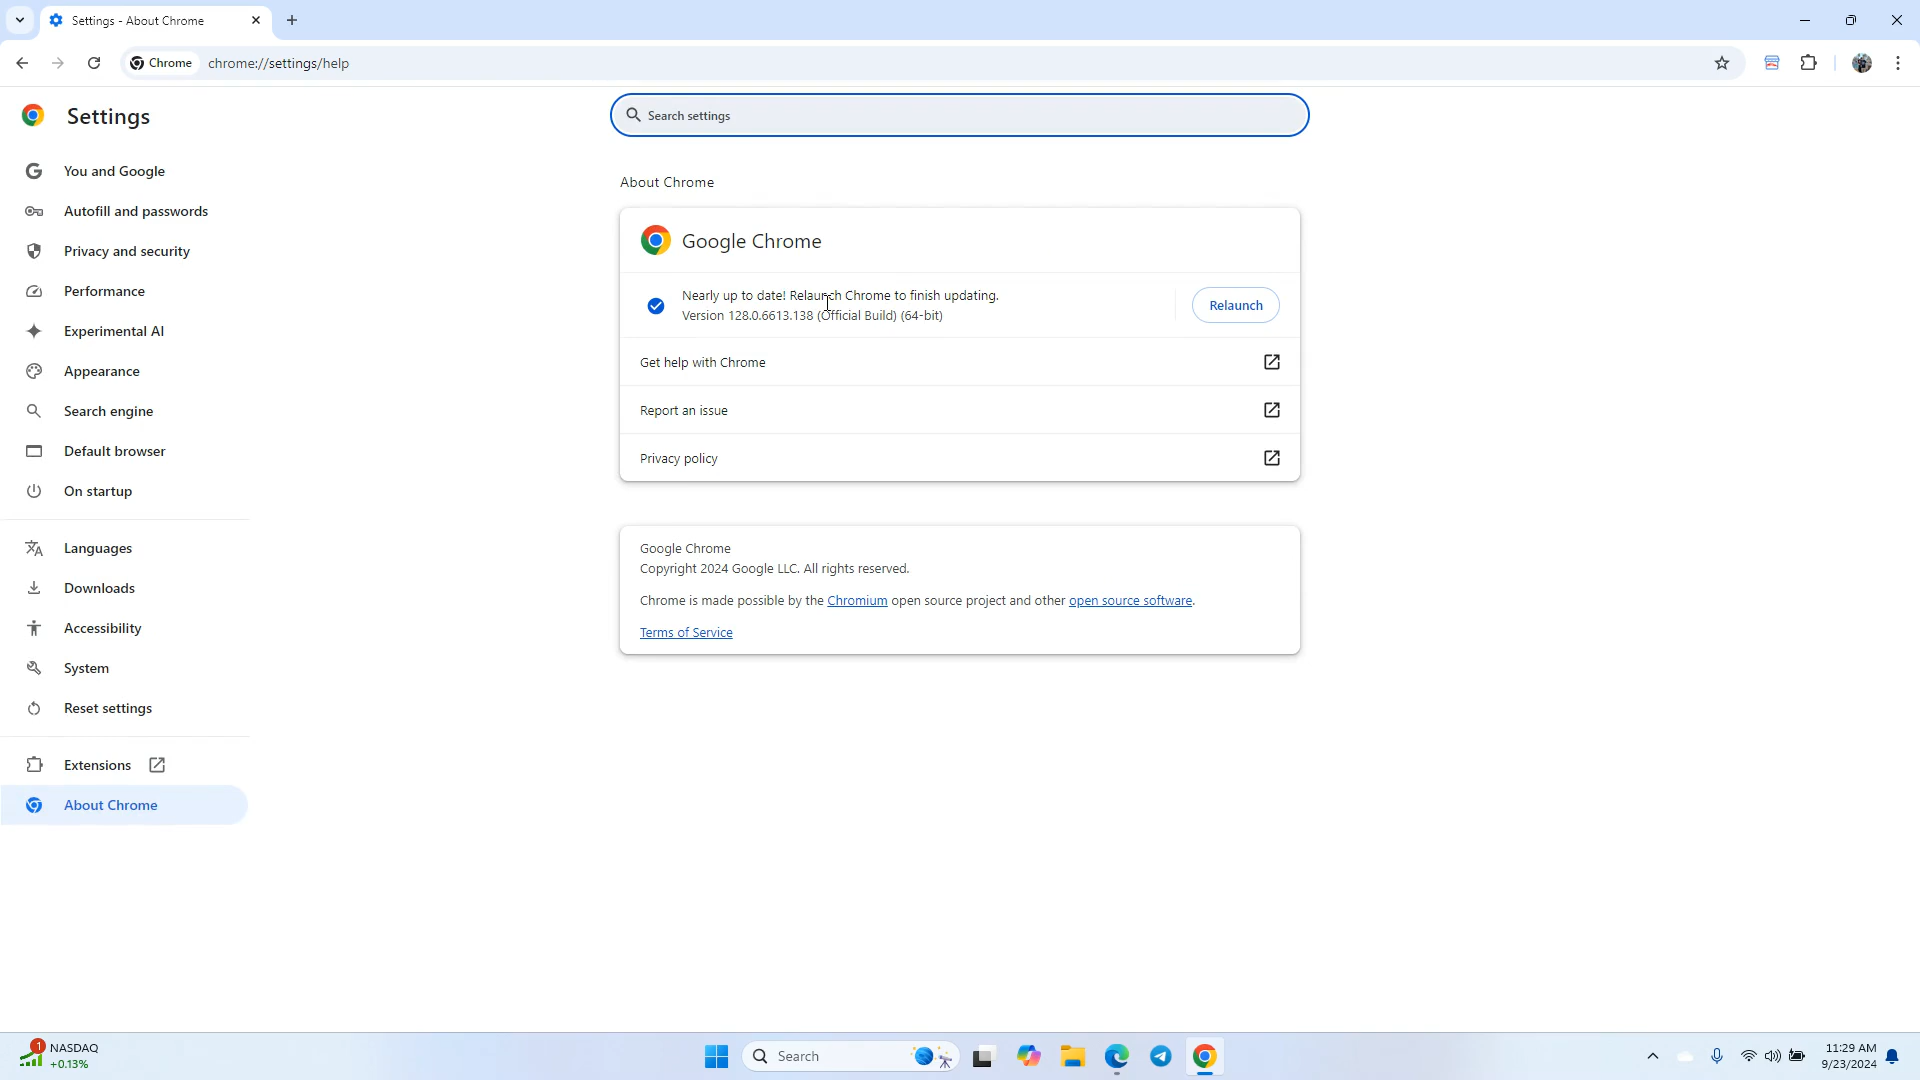 Settings - About Chrome
Chrome
chrome://settings/help
Settings
Search settings
You and Google
Autofill and passwords
Privacy and security
Performance
Experimental AI
Appearance
Search engine
Default browser
On startup
Languages
Downloads
Accessibility
System
Reset settings
Extensions
About Chrome
About Chrome
Google Chrome
Nearly up to date! Relaunch Chrome to finish updating.
Version 128.0.6613.138 (Official Build) (64-bit)
Relaunch
Get help with Chrome
Report an issue
Privacy policy
Google Chrome
Copyright 2024 Google LLC. All rights reserved.
Chrome is made possible by the Chromium open source project and other open source software.
Terms of Service
1
NASDAQ
+0.13%
Search
11:29 AM
9/23/2024